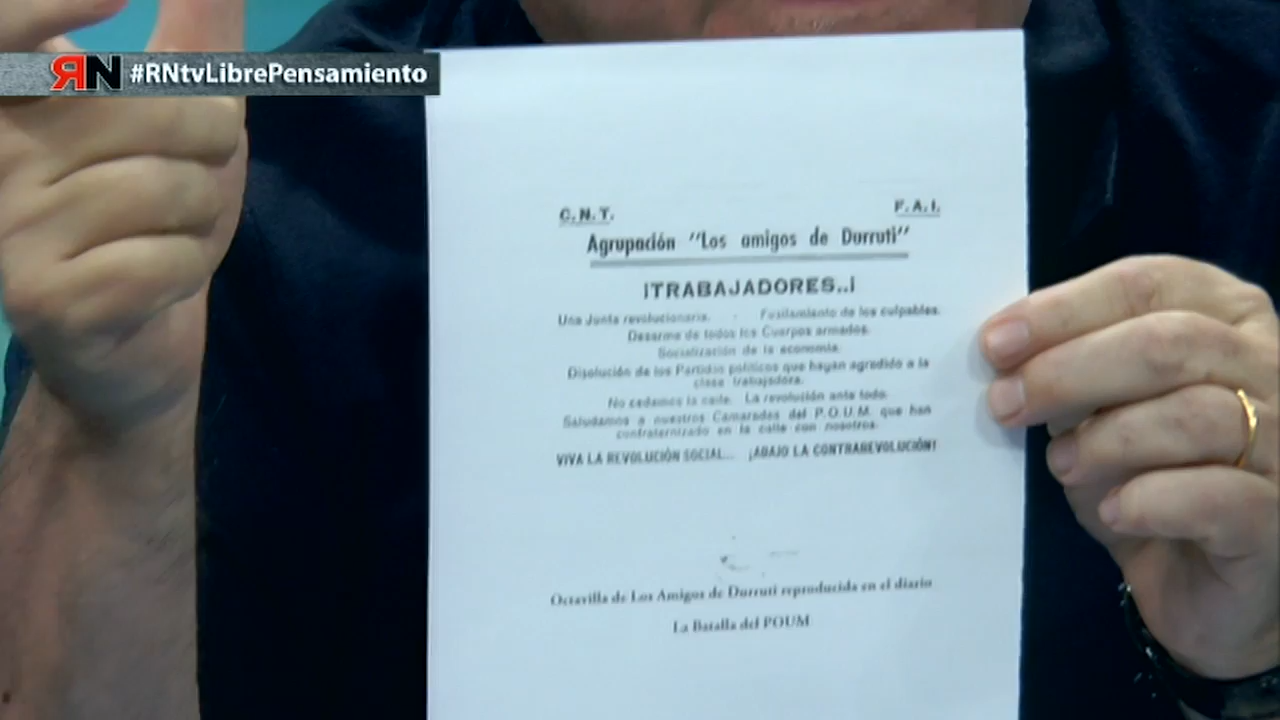 RN #RNtvLibrePensamiento
C.N.T. F.A.I.
Agrupación "Los amigos de Durruti"
¡TRABAJADORES..!
Una Junta revolucionaria. - Fusilamiento de los culpables.
Desarme de todos los Cuerpos armados.
Socialización de la economía.
Disolución de los Partidos políticos que hayan agredido a la
clase trabajadora.
No cedamos la calle. La revolución ante todo.
Saludamos a nuestros Camaradas del P.O.U.M. que han
confraternizado en la calle con nosotros.
VIVA LA REVOLUCIÓN SOCIAL... ¡ABAJO LA CONTRAREVOLUCIÓN!
Octavilla de Los Amigos de Durruti reproducida en el diario
La Batalla del POUM